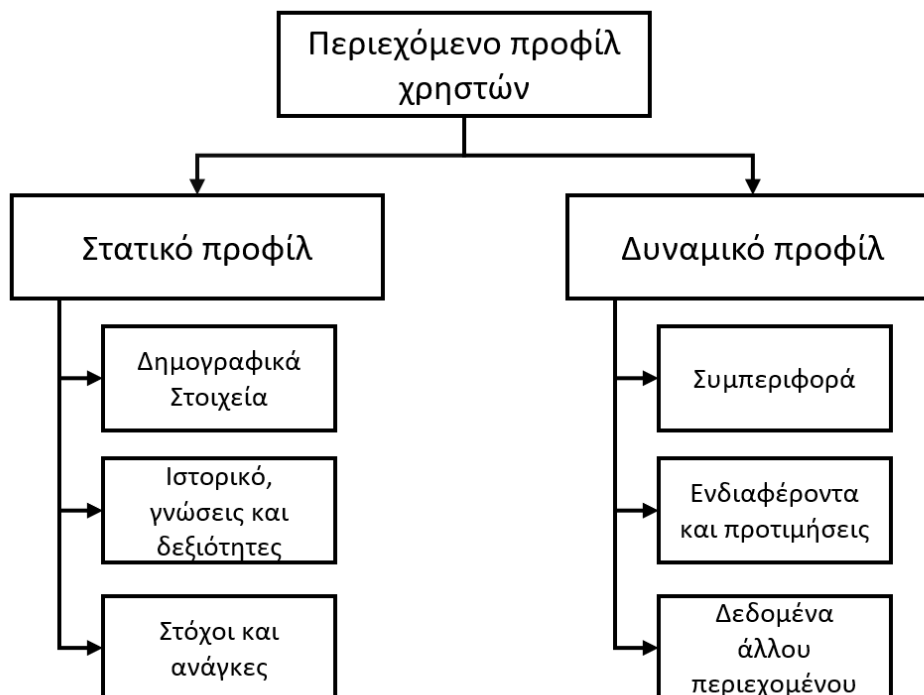 Περιεχόμενο προφίλ
χρηστών
Στατικό προφίλ
Δημογραφικά
Στοιχεία
Ιστορικό,
γνώσεις και
δεξιότητες
Στόχοι και
ανάγκες
Δυναμικό προφίλ
Συμπεριφορά
Ενδιαφέροντα
και προτιμήσεις
Δεδομένα
άλλου
περιεχομένου